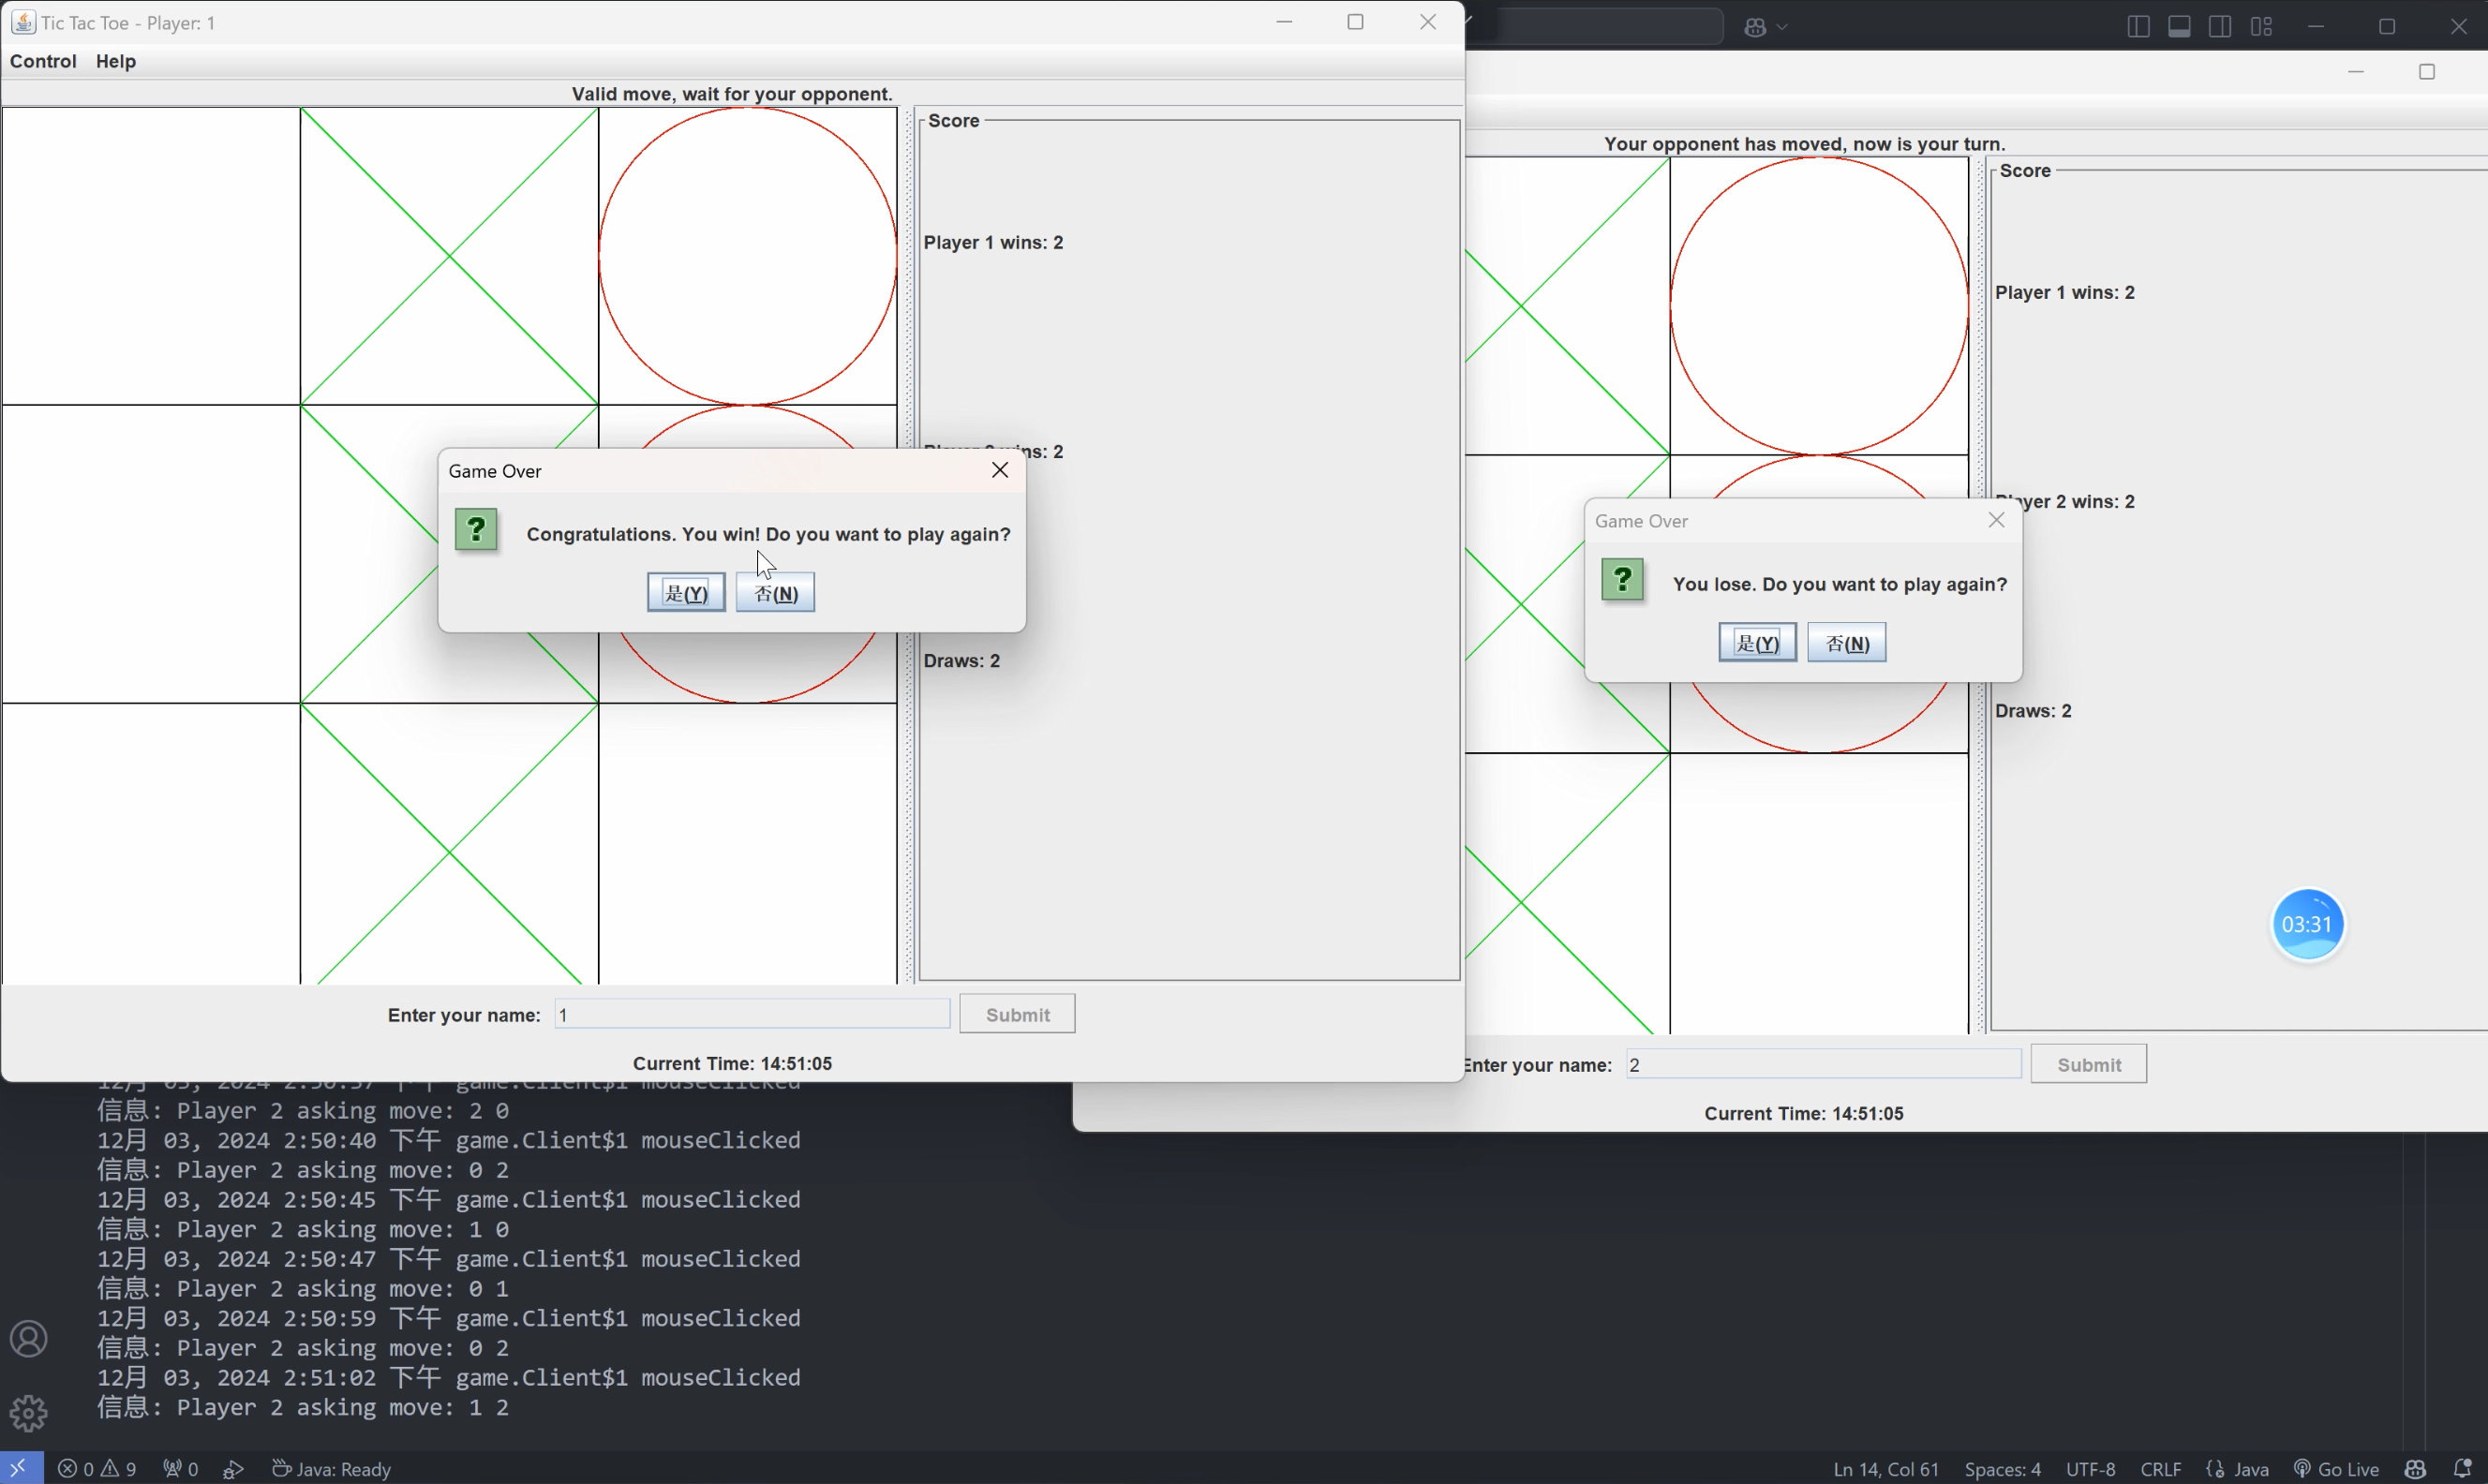 Tic Tac Toe - Player: 1
Control Help
Valid move, wait for your opponent.
Score
Player 1 wins: 2
wins: 2
Draws: 2
Game Over
Congratulations. You win! Do you want to play again?
是(Y) 否(N)
Enter your name: 1 Submit
Current Time: 14:51:05
Your opponent has moved, now is your turn.
Score
Player 1 wins: 2
Player 2 wins: 2
Draws: 2
Game Over
You lose. Do you want to play again?
是(Y) 否(N)
03:31
Enter your name: 2 Submit
Current Time: 14:51:05
信息: Player 2 asking move: 2 0
12月 03, 2024 2:50:40 下午 game.Client$1 mouseClicked
信息: Player 2 asking move: 0 2
12月 03, 2024 2:50:45 下午 game.Client$1 mouseClicked
信息: Player 2 asking move: 1 0
12月 03, 2024 2:50:47 下午 game.Client$1 mouseClicked
信息: Player 2 asking move: 0 1
12月 03, 2024 2:50:59 下午 game.Client$1 mouseClicked
信息: Player 2 asking move: 0 2
12月 03, 2024 2:51:02 下午 game.Client$1 mouseClicked
信息: Player 2 asking move: 1 2
0 9 0 Java: Ready Ln 14, Col 61 Spaces: 4 UTF-8 CRLF {} Java Go Live